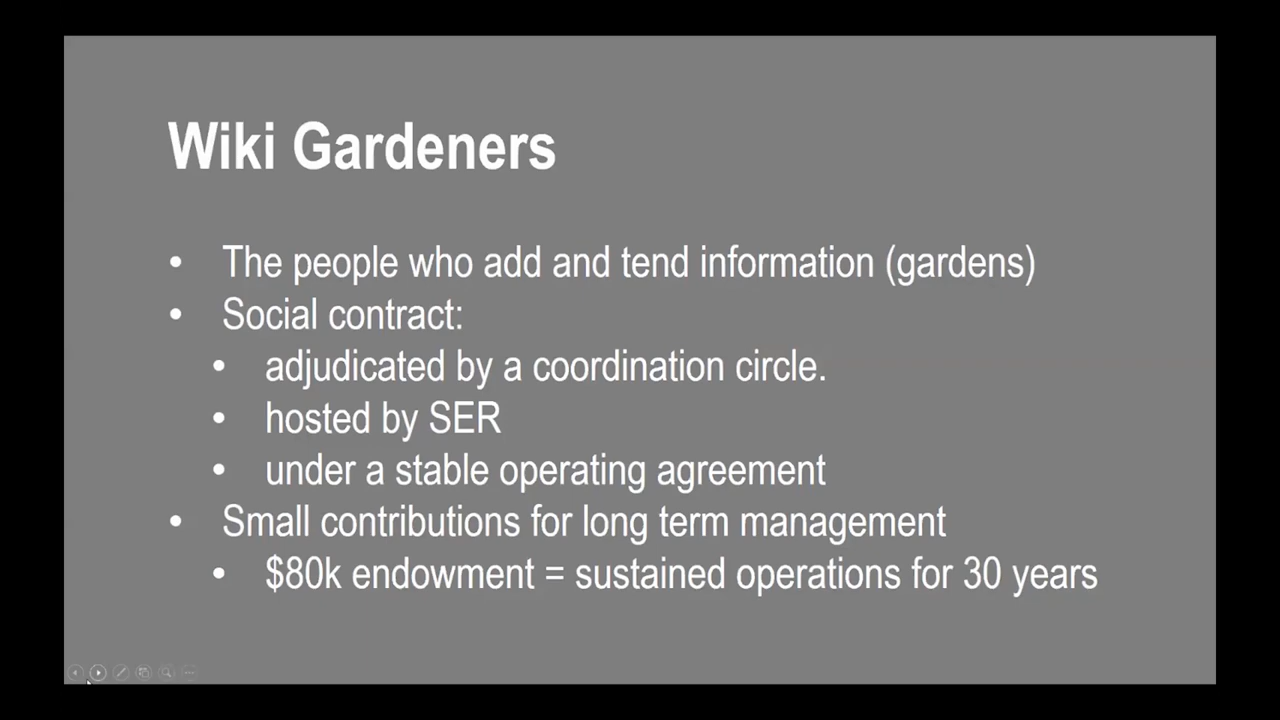 Wiki Gardeners
• The people who add and tend information (gardens)
• Social contract:
• adjudicated by a coordination circle.
• hosted by SER
• under a stable operating agreement
• Small contributions for long term management
• $80k endowment = sustained operations for 30 years